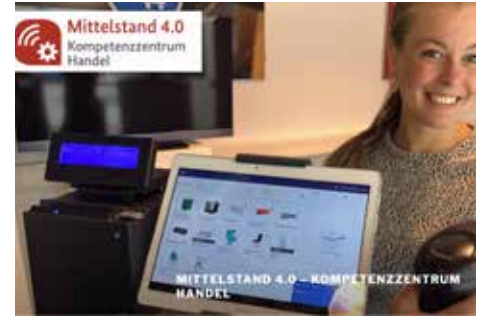 Mittelstand 4.0
Kompetenzzentrum
Handel
MITTELSTAND 4.0 – KOMPETENZZENTRUM
HANDEL